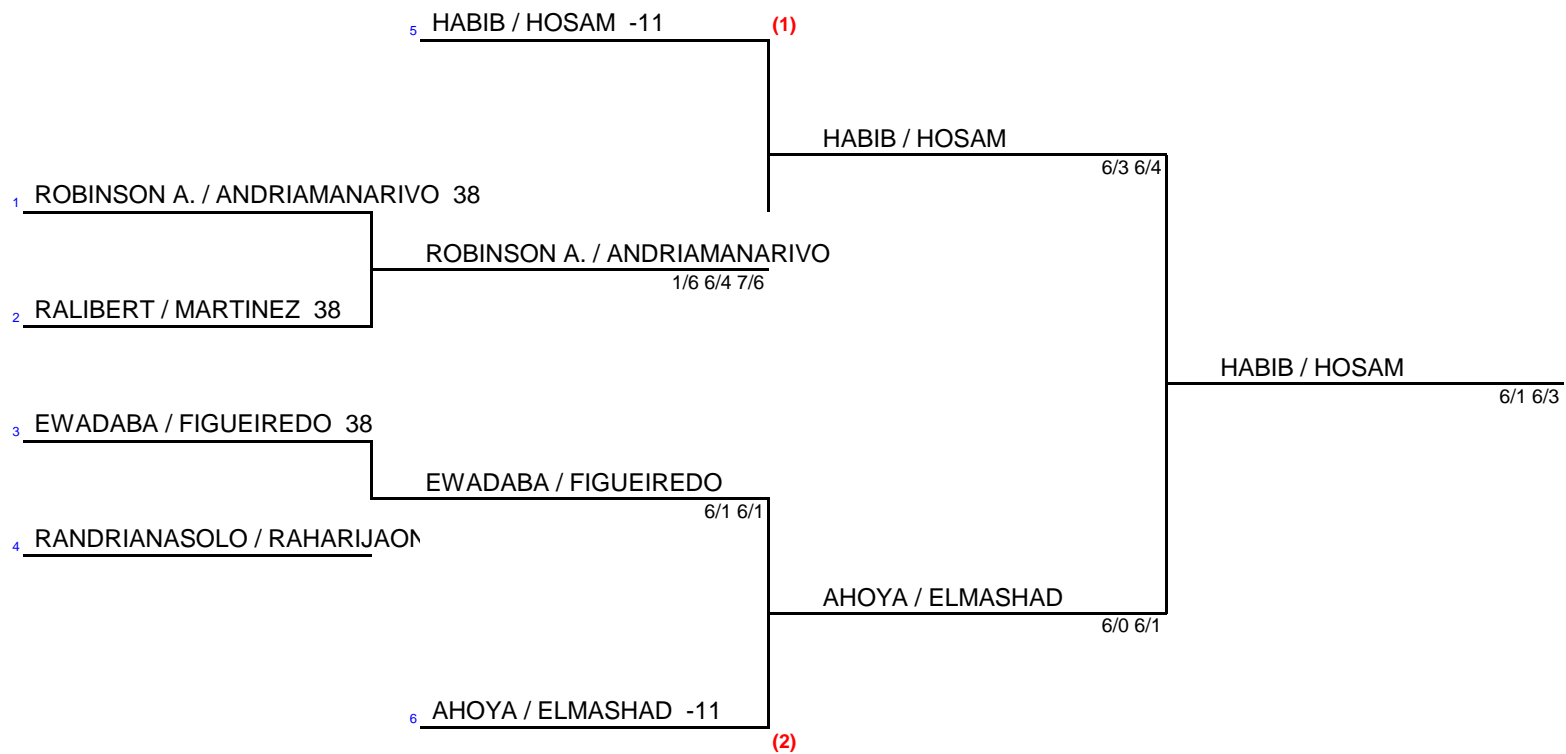 5 HABIB / HOSAM -11 (1)
HABIB / HOSAM
6/3 6/4
1 ROBINSON A. / ANDRIAMANARIVO 38
ROBINSON A. / ANDRIAMANARIVO
1/6 6/4 7/6
2 RALIBERT / MARTINEZ 38
HABIB / HOSAM
6/1 6/3
3 EWADABA / FIGUEIREDO 38
EWADABA / FIGUEIREDO
6/1 6/1
4 RANDRIANASOLO / RAHARIJAON
AHOYA / ELMASHAD
6/0 6/1
6 AHOYA / ELMASHAD -11
(2)